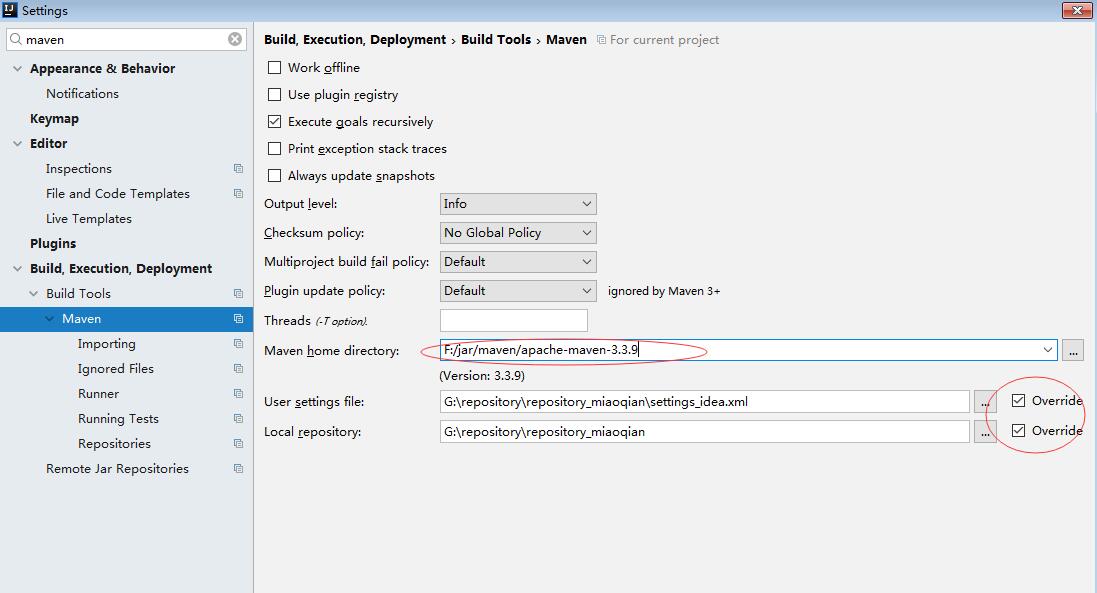 Settings
maven
Appearance & Behavior
Notifications
Keymap
Editor
Inspections
File and Code Templates
Live Templates
Plugins
Build, Execution, Deployment
Build Tools
Maven
Importing
Ignored Files
Runner
Running Tests
Repositories
Remote Jar Repositories
Build, Execution, Deployment › Build Tools › Maven For current project
Work offline
Use plugin registry
Execute goals recursively
Print exception stack traces
Always update snapshots
Output level: Info
Checksum policy: No Global Policy
Multiproject build fail policy: Default
Plugin update policy: Default ignored by Maven 3+
Threads (-T option).
Maven home directory: F:/jar/maven/apache-maven-3.3.9 ...
(Version: 3.3.9)
User settings file: G:\repository\repository_miaoqian\settings_idea.xml ... Override
Local repository: G:\repository\repository_miaoqian ... Override